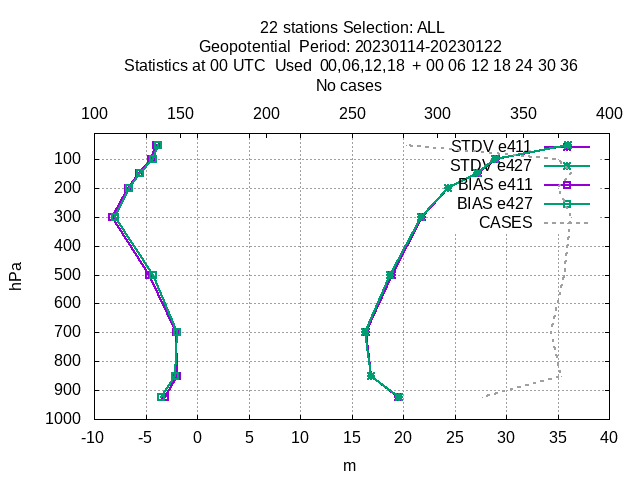 22 stations Selection: ALL
Geopotential  Period: 20230114-20230122
Statistics at 00 UTC  Used  00,06,12,18  + 00 06 12 18 24 30 36
No cases
100 150 200 250 300 350 400
STDV e411
STDV e427
BIAS e411
BIAS e427
CASES
hPa
100
200
300
400
500
600
700
800
900
1000
-10 -5 0 5 10 15 20 25 30 35 40
m